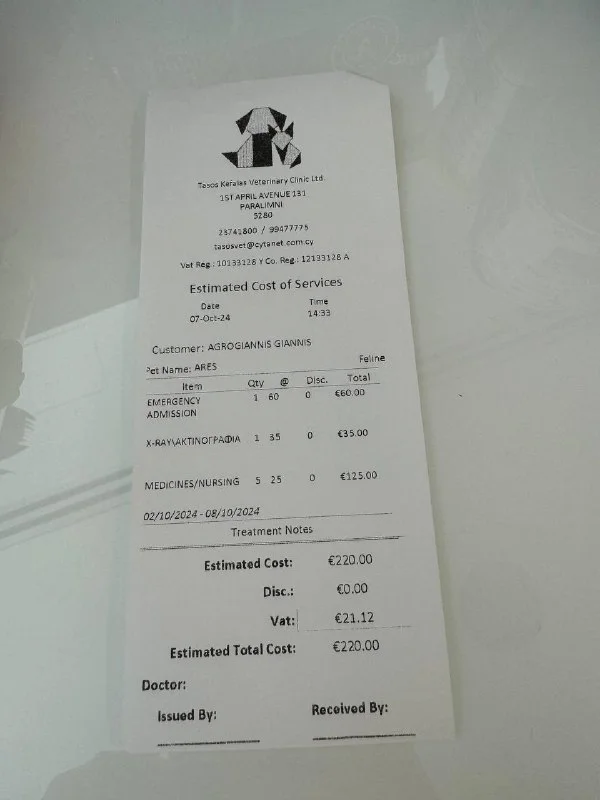 Tasos Kefalas Veterinary Clinic Ltd.
1ST APRIL AVENUE 131
PARALIMNI
5280
23741800 / 99477775
tasosvet@cytanet.com.cy
Vat Reg.: 10133128 Y Co. Reg.: 12133128 A
Estimated Cost of Services
Date Time
07-Oct-24 14:33
Customer: AGROGIANNIS GIANNIS
Pet Name: ARES Feline
Item Qty @ Disc. Total
EMERGENCY ADMISSION 1 60 0 €60.00
X-RAY\ΑΚΤΙΝΟΓΡΑΦΙΑ 1 35 0 €35.00
MEDICINES/NURSING 5 25 0 €125.00
02/10/2024 - 08/10/2024
Treatment Notes
Estimated Cost: €220.00
Disc.: €0.00
Vat: €21.12
Estimated Total Cost: €220.00
Doctor:
Issued By: Received By: